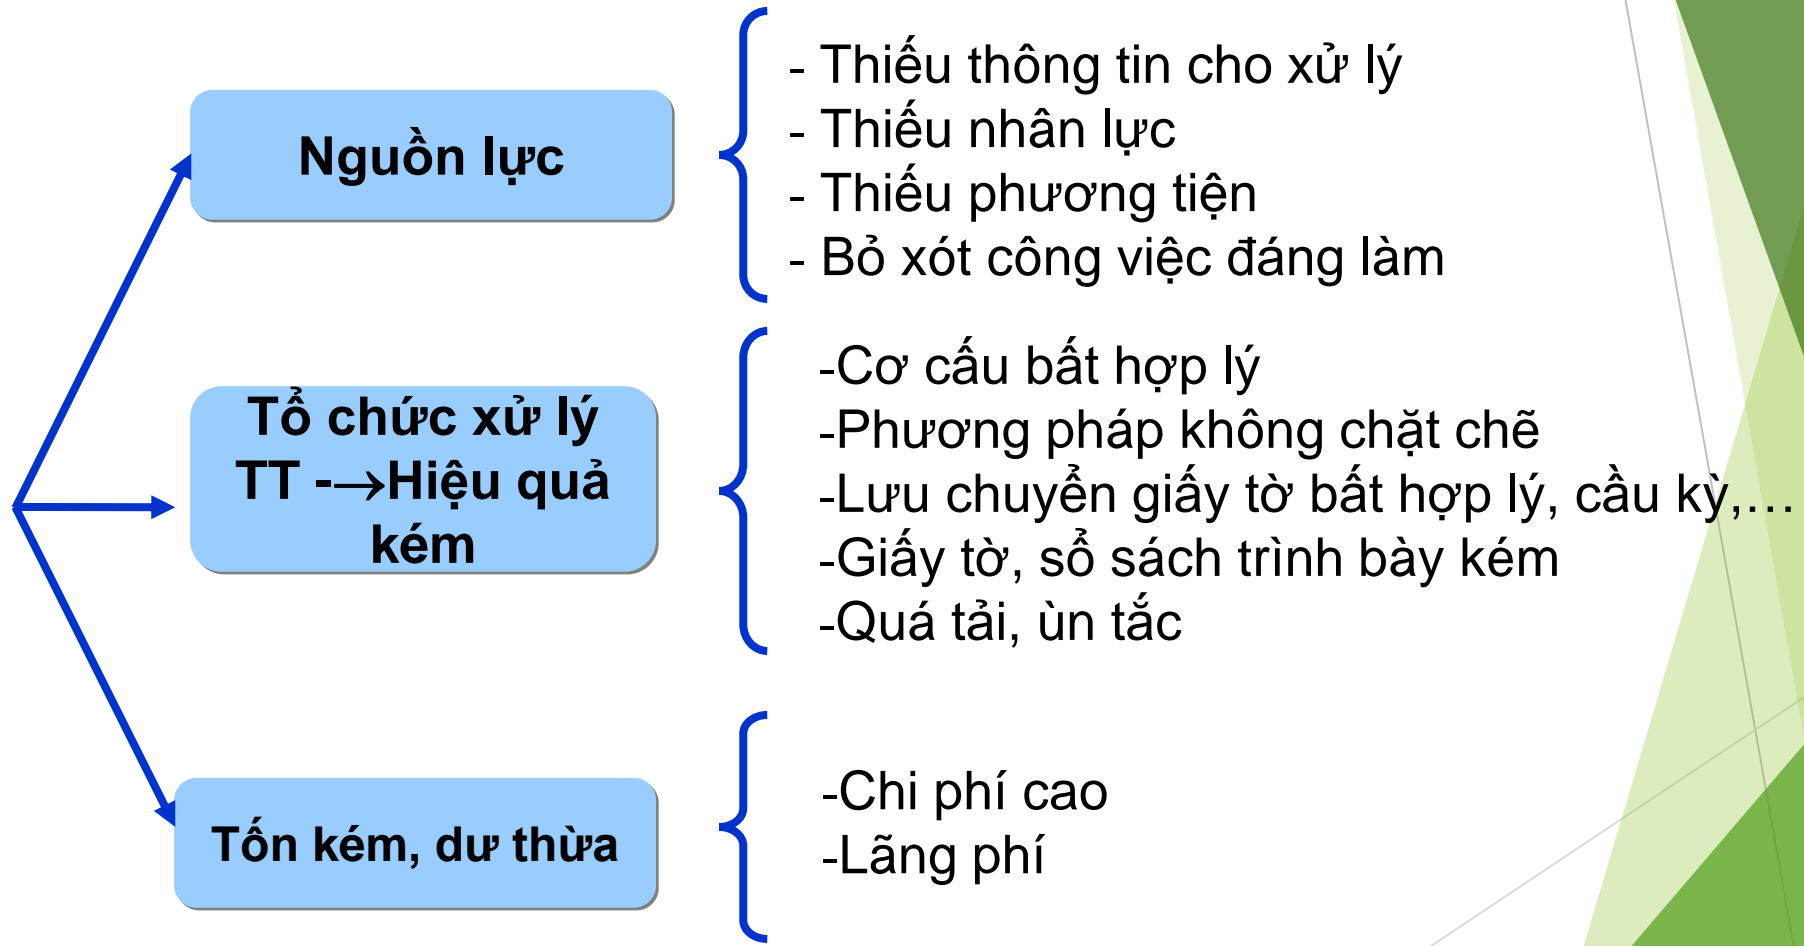 Nguồn lực
- Thiếu thông tin cho xử lý
- Thiếu nhân lực
- Thiếu phương tiện
- Bỏ xót công việc đáng làm
Tổ chức xử lý
TT -→Hiệu quả
kém
-Cơ cấu bất hợp lý
-Phương pháp không chặt chẽ
-Lưu chuyển giấy tờ bất hợp lý, cầu kỳ,…
-Giấy tờ, sổ sách trình bày kém
-Quá tải, ùn tắc
Tốn kém, dư thừa
-Chi phí cao
-Lãng phí